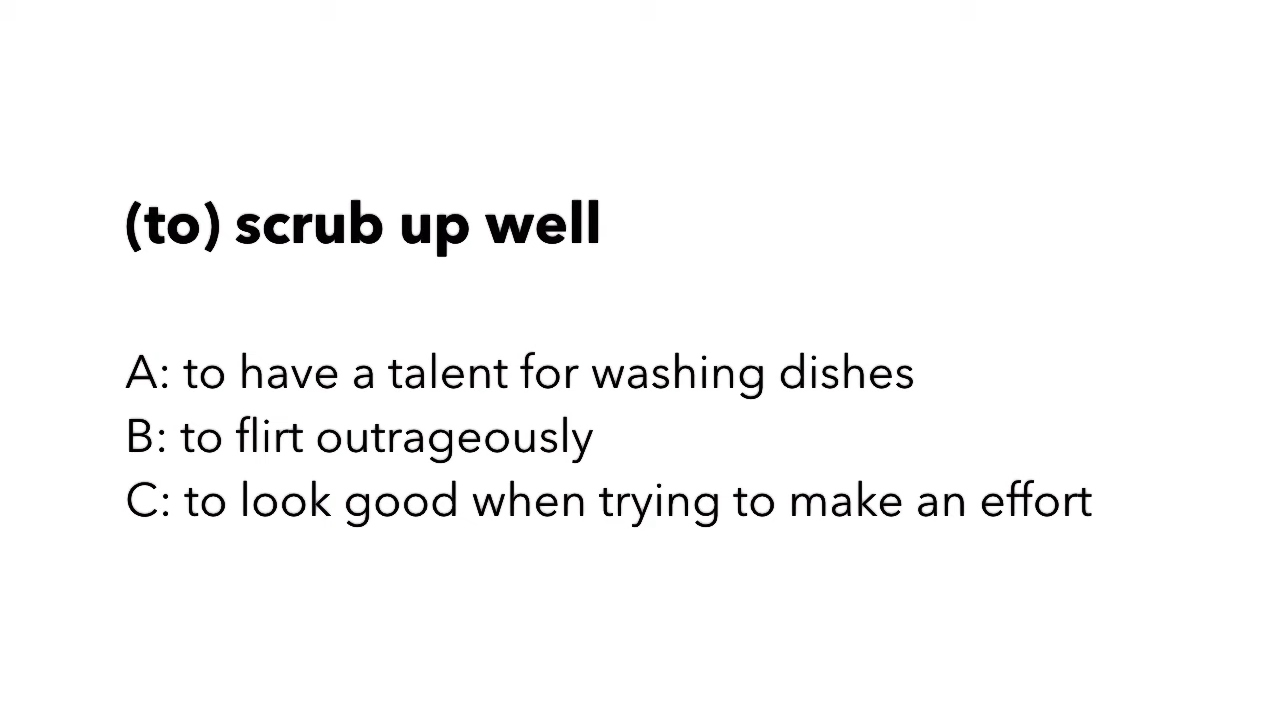 (to) scrub up well
A: to have a talent for washing dishes
B: to flirt outrageously
C: to look good when trying to make an effort